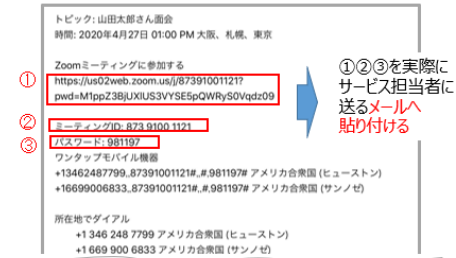 トピック: 山田太郎さん面会
時間: 2020年4月27日 01:00 PM 大阪、札幌、東京
Zoomミーティングに参加する
① https://us02web.zoom.us/j/87391001121?
pwd=M1ppZ3BjUXlUS3VYSE5pQWRyS0Vqdz09
② ミーティングID: 873 9100 1121
③ パスワード: 981197
ワンタップモバイル機器
+13462487799,,87391001121#,,#,981197# アメリカ合衆国 (ヒューストン)
+16699006833,,87391001121#,,#,981197# アメリカ合衆国 (サンノゼ)
所在地でダイアル
+1 346 248 7799 アメリカ合衆国 (ヒューストン)
+1 669 900 6833 アメリカ合衆国 (サンノゼ)
①②③を実際に
サービス担当者に
送るメールへ
貼り付ける